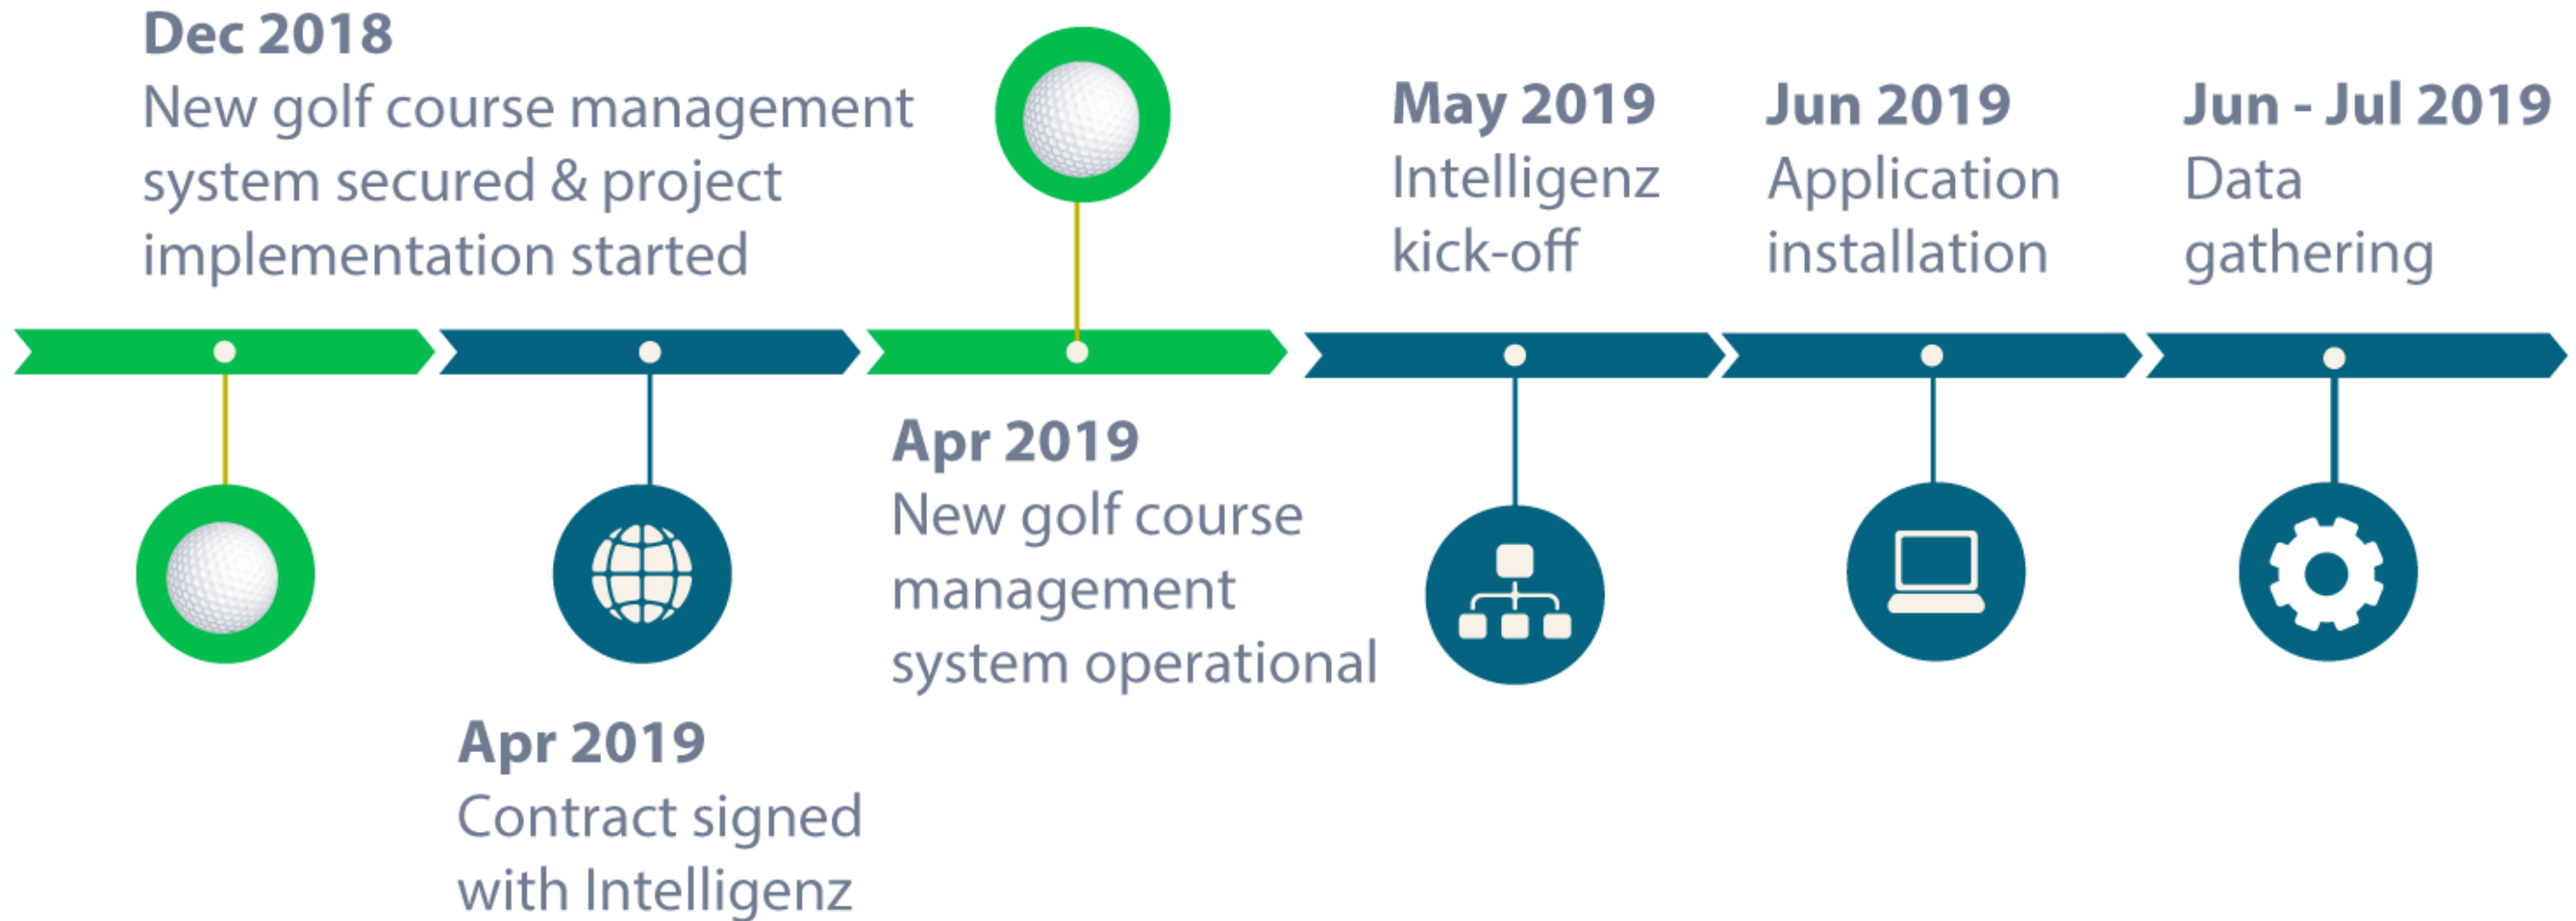 Dec 2018
New golf course management
system secured & project
implementation started
Apr 2019
Contract signed
with Intelligenz
Apr 2019
New golf course
management
system operational
May 2019
Intelligenz
kick-off
Jun 2019
Application
installation
Jun - Jul 2019
Data
gathering